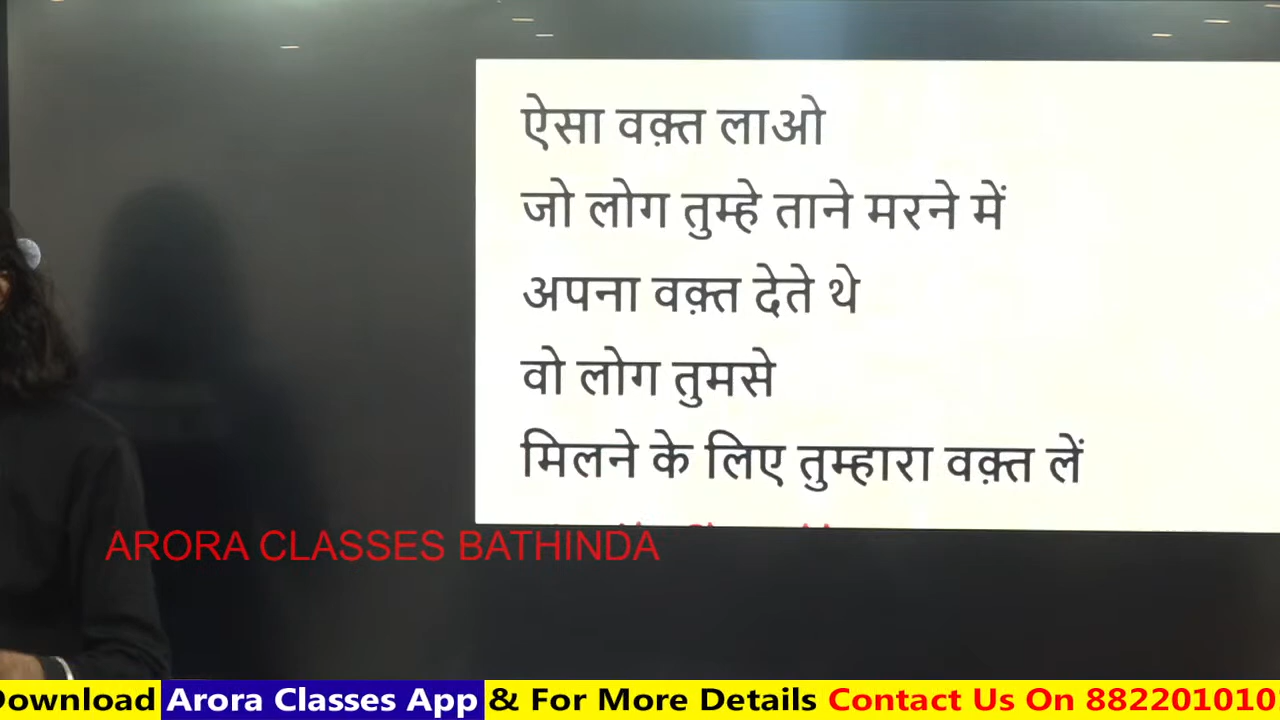 ऐसा वक़्त लाओ
जो लोग तुम्हे ताने मरने में
अपना वक़्त देते थे
वो लोग तुमसे
मिलने के लिए तुम्हारा वक़्त लें
ARORA CLASSES BATHINDA
Download Arora Classes App & For More Details Contact Us On 882201010